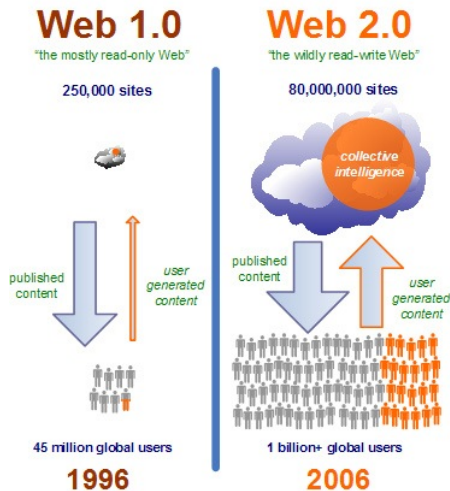 Web 1.0
"the mostly read-only Web"
250,000 sites
published
content
user
generated
content
45 million global users
1996
Web 2.0
"the wildly read-write Web"
80,000,000 sites
collective
intelligence
published
content
user
generated
content
1 billion+ global users
2006